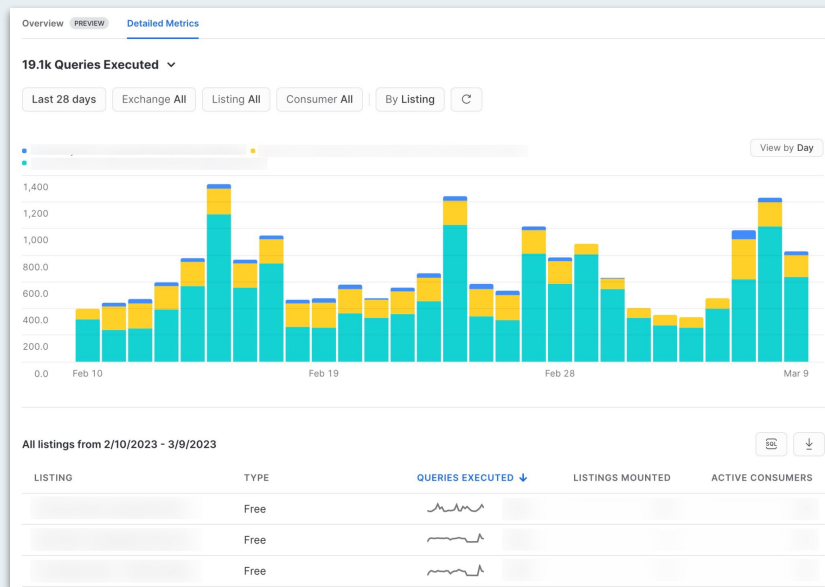 Overview PREVIEW Detailed Metrics
19.1k Queries Executed
Last 28 days Exchange All Listing All Consumer All By Listing
View by Day
1,400
1,200
1,000
800.0
600.0
400.0
200.0
0.0 Feb 10 Feb 19 Feb 28 Mar 9
All listings from 2/10/2023 - 3/9/2023
SQL
LISTING TYPE QUERIES EXECUTED LISTINGS MOUNTED ACTIVE CONSUMERS
Free
Free
Free